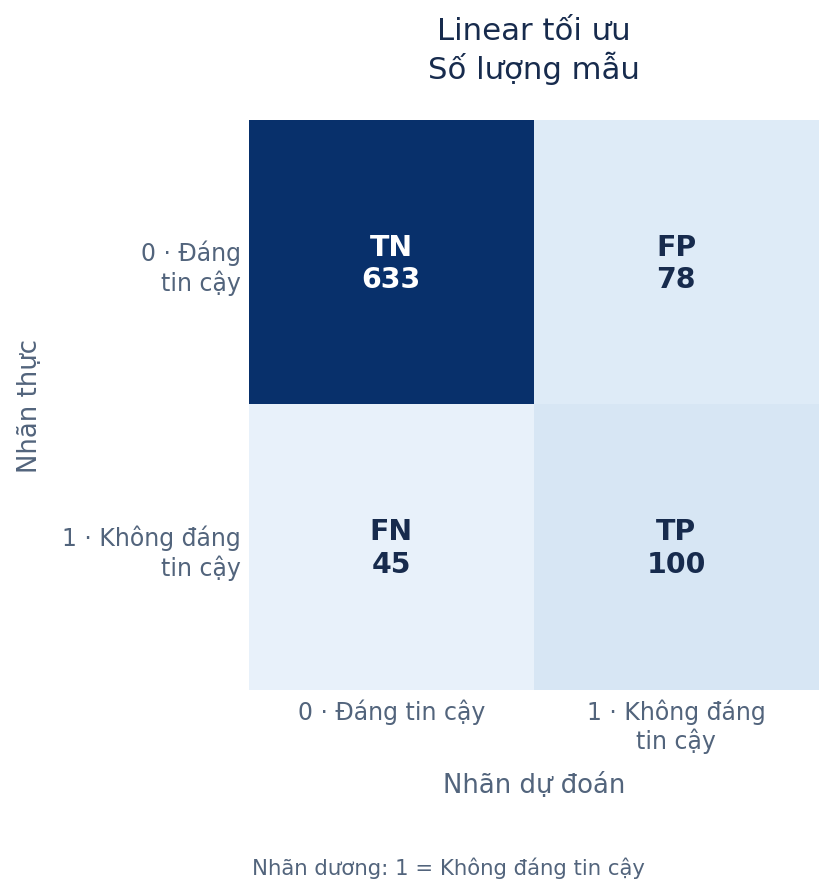 Linear tối ưu
Số lượng mẫu
TN
633
FP
78
0 · Đáng
tin cậy
Nhãn thực
FN
45
TP
100
1 · Không đáng
tin cậy
0 · Đáng tin cậy
1 · Không đáng
tin cậy
Nhãn dự đoán
Nhãn dương: 1 = Không đáng tin cậy